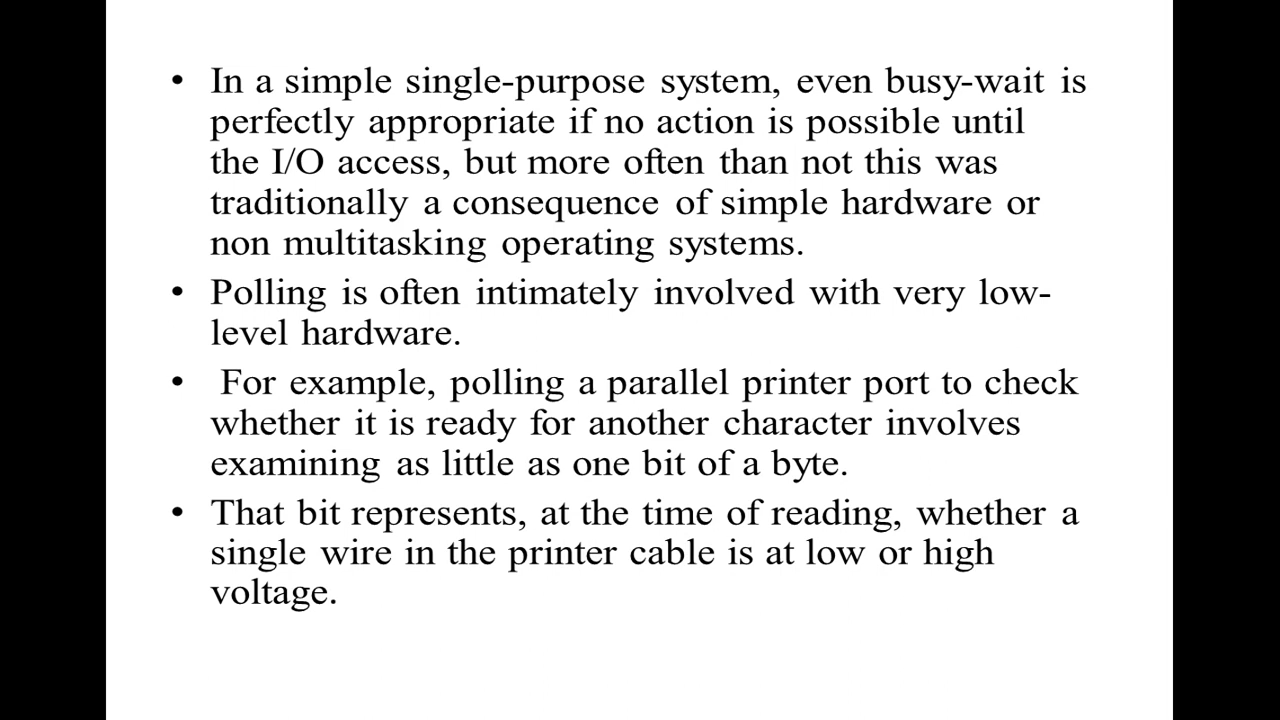 • In a simple single-purpose system, even busy-wait is
perfectly appropriate if no action is possible until
the I/O access, but more often than not this was
traditionally a consequence of simple hardware or
non multitasking operating systems.
• Polling is often intimately involved with very low-
level hardware.
• For example, polling a parallel printer port to check
whether it is ready for another character involves
examining as little as one bit of a byte.
• That bit represents, at the time of reading, whether a
single wire in the printer cable is at low or high
voltage.